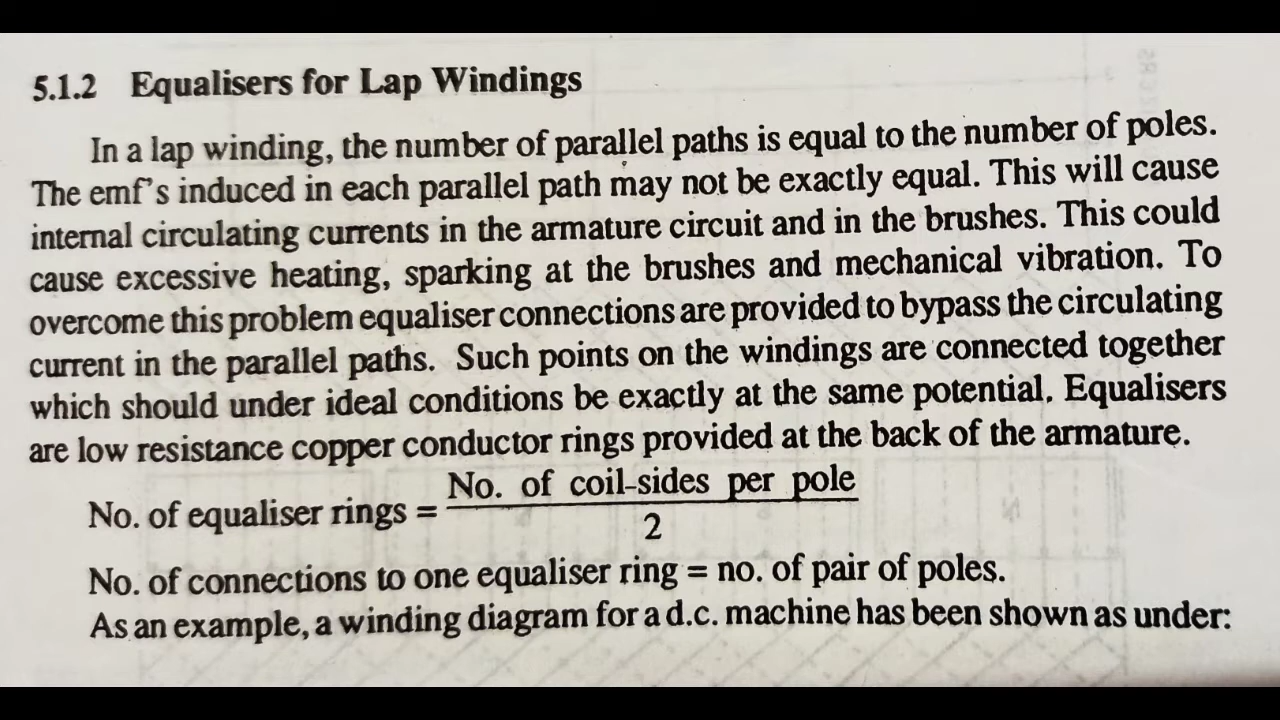 5.1.2 Equalisers for Lap Windings
In a lap winding, the number of parallel paths is equal to the number of poles.
The emf's induced in each parallel path may not be exactly equal. This will cause
internal circulating currents in the armature circuit and in the brushes. This could
cause excessive heating, sparking at the brushes and mechanical vibration. To
overcome this problem equaliser connections are provided to bypass the circulating
current in the parallel paths. Such points on the windings are connected together
which should under ideal conditions be exactly at the same potential. Equalisers
are low resistance copper conductor rings provided at the back of the armature.
No. of equaliser rings = No. of coil-sides per pole
2
No. of connections to one equaliser ring = no. of pair of poles.
As an example, a winding diagram for a d.c. machine has been shown as under: